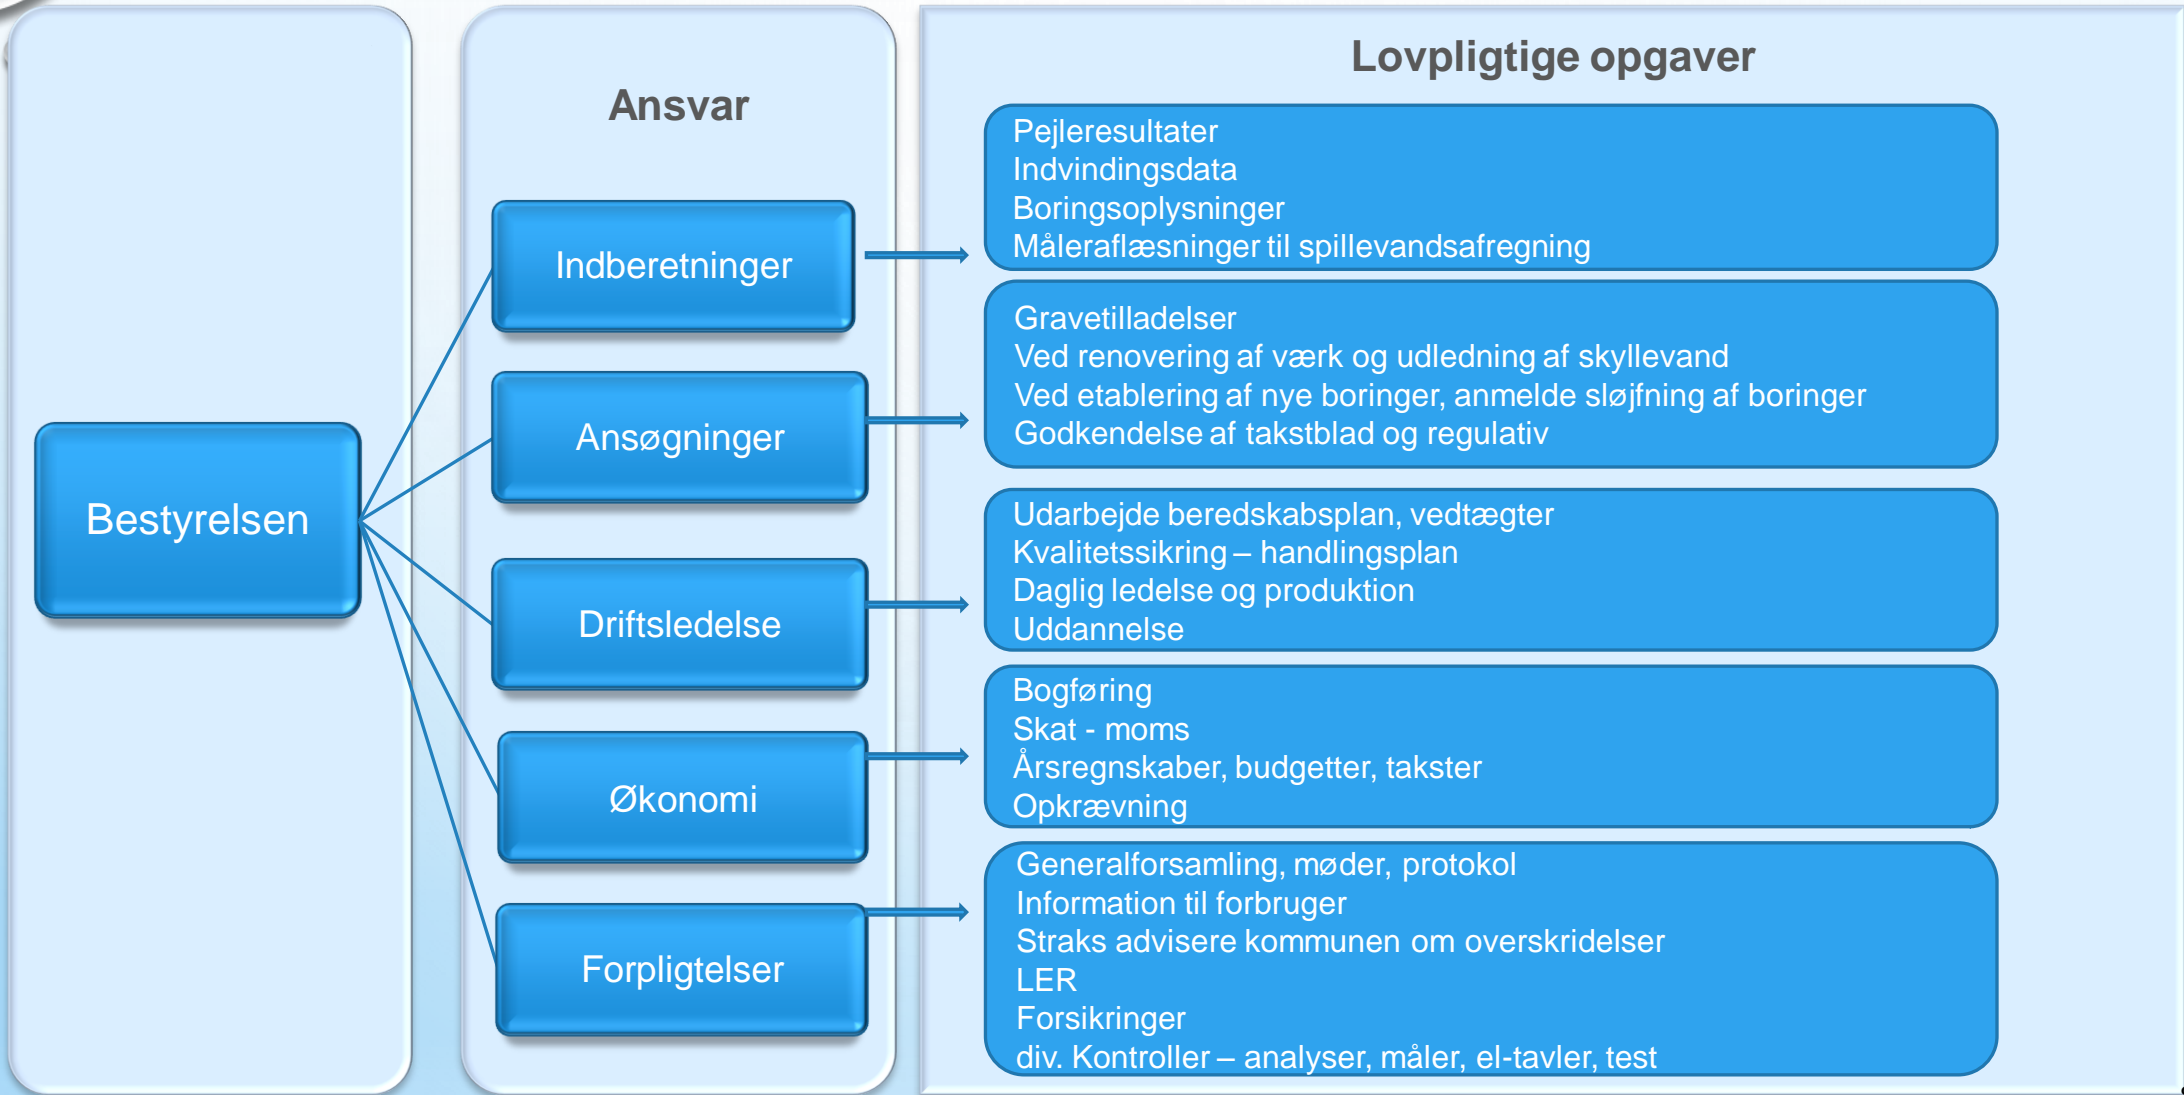 Lovpligtige opgaver
Ansvar
Bestyrelsen
Indberetninger
Pejleresultater
Indvindingsdata
Boringsoplysninger
Måleraflæsninger til spillevandsafregning
Ansøgninger
Gravetilladelser
Ved renovering af værk og udledning af skyllevand
Ved etablering af nye boringer, anmelde sløjfning af boringer
Godkendelse af takstblad og regulativ
Driftsledelse
Udarbejde beredskabsplan, vedtægter
Kvalitetssikring – handlingsplan
Daglig ledelse og produktion
Uddannelse
Økonomi
Bogføring
Skat - moms
Årsregnskaber, budgetter, takster
Opkrævning
Forpligtelser
Generalforsamling, møder, protokol
Information til forbruger
Straks advisere kommunen om overskridelser
LER
Forsikringer
div. Kontroller – analyser, måler, el-tavler, test